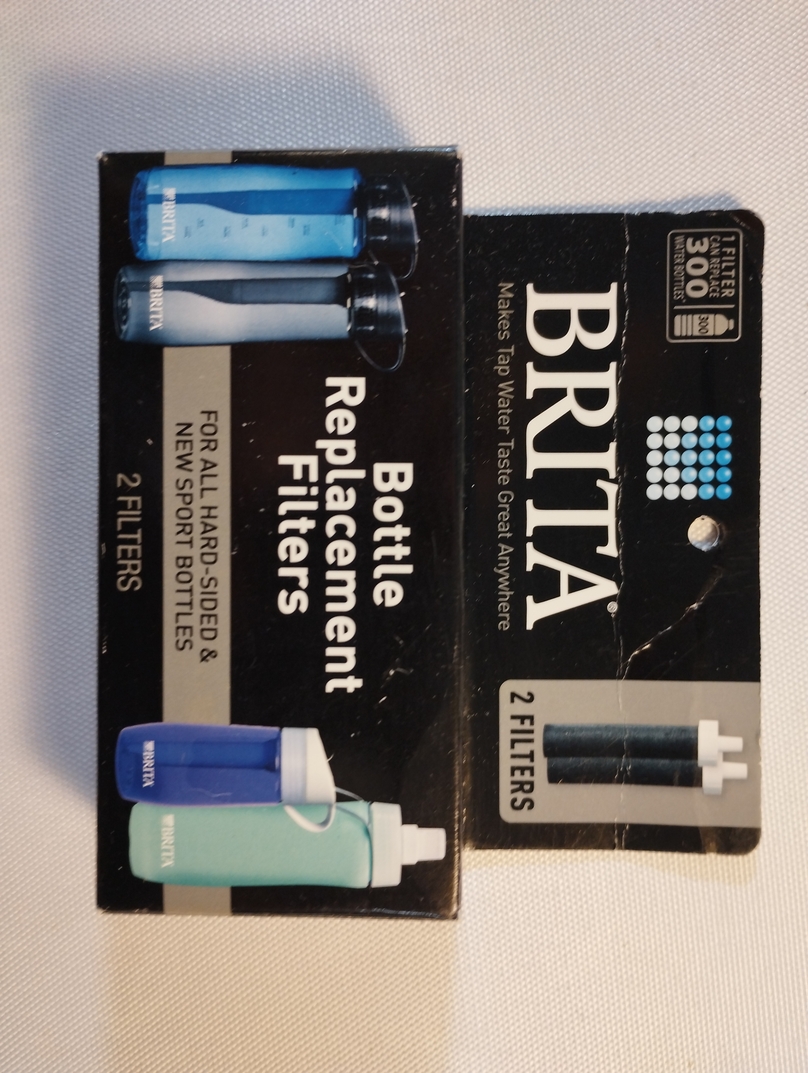 1 FILTER
CAN REPLACE
300
WATER BOTTLES*
300
BRITA®
Makes Tap Water Taste Great Anywhere
2 FILTERS
Bottle
Replacement
Filters
FOR ALL HARD-SIDED &
NEW SPORT BOTTLES
2 FILTERS
BRITA
BRITA
BRITA
BRITA